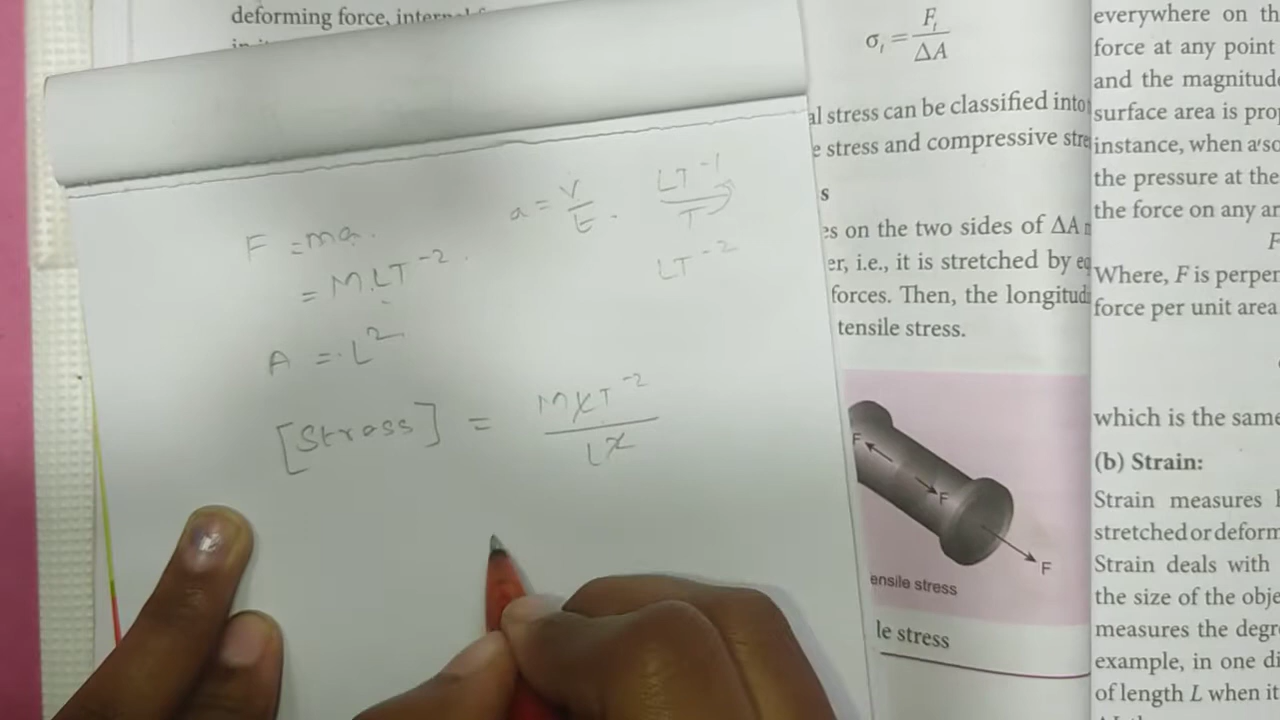 deforming force,
F = ma.
= MLT⁻²
a = V/t. LT⁻¹/T
LT⁻²
A = L²
[Stress] = MLT⁻²/L²
σₜ = Fₜ/ΔA
al stress can be classified into
e stress and compressive stre
s
es on the two sides of ΔA
er, i.e., it is stretched by eq
forces. Then, the longitud
tensile stress.
F
F
F
ensile stress
le stress
everywhere on th
force at any point
and the magnitude
surface area is pro
instance, when a so
the pressure at the
the force on any ar
F
Where, F is perper
force per unit area
which is the same
(b) Strain:
Strain measures
stretched or deform
Strain deals with
the size of the obje
measures the degr
example, in one di
of length L when it